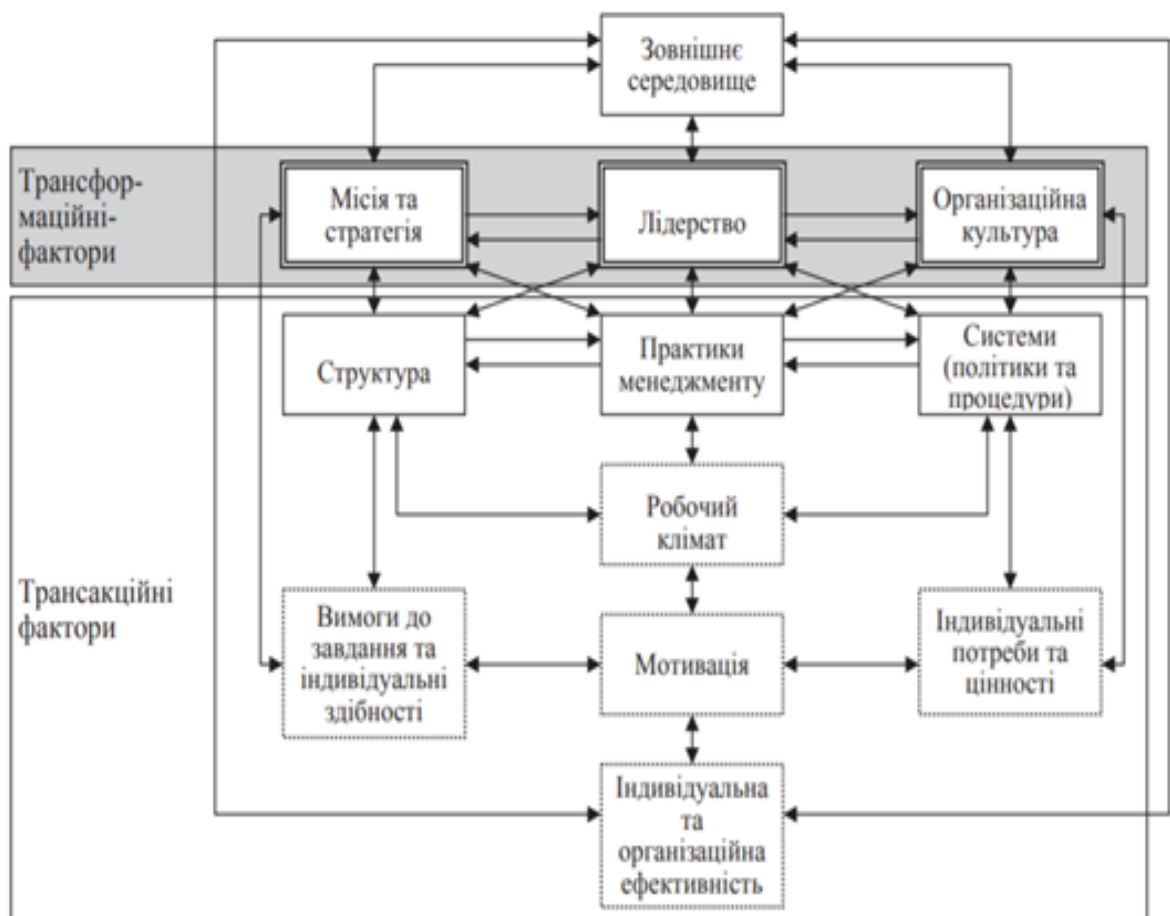 Зовнішнє
середовище
Трансфор-
маційні-
фактори
Місія та
стратегія
Лідерство
Організаційна
культура
Структура
Практики
менеджменту
Системи
(політики та
процедури)
Робочий
клімат
Трансакційні
фактори
Вимоги до
завдання та
індивідуальні
здібності
Мотивація
Індивідуальні
потреби та
цінності
Індивідуальна
та
організаційна
ефективність